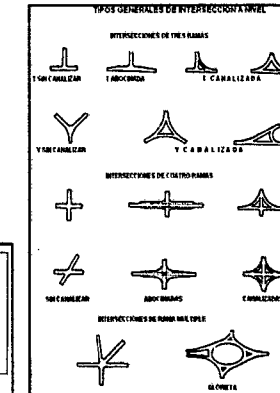 TIPOS GENERALES DE INTERSECCION A NIVEL
INTERSECCIONES DE TRES RAMAS
T SIN CANALIZAR T ABOCINADA T CANALIZADA
Y SIN CANALIZAR Y CANALIZADA
INTERSECCIONES DE CUATRO RAMAS
SIN CANALIZAR ABOCINADAS CANALIZADAS
INTERSECCIONES DE RAMA MULTIPLE
GLORIETA